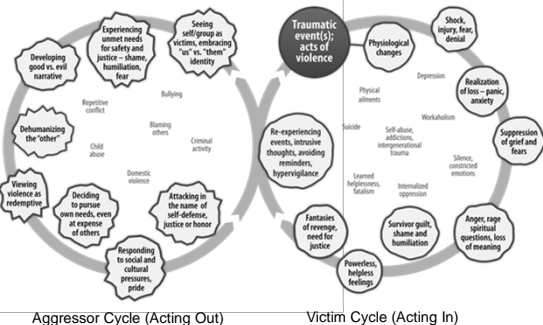 Experiencing
unmet needs
for safety and
justice – shame,
humiliation,
fear
Seeing
self/group as
victims, embracing
"us" vs. "them"
identity
Developing
good vs. evil
narrative
Repetitive
conflict
Bullying
Dehumanizing
the "other"
Blaming
others
Child
abuse
Criminal
activity
Domestic
violence
Viewing
violence as
redemptive
Deciding
to pursue
own needs, even
at expense
of others
Attacking in
the name of
self-defense,
justice or honor
Responding
to social and
cultural
pressures,
pride
Aggressor Cycle (Acting Out)
Traumatic
event(s);
acts of
violence
Physiological
changes
Shock,
injury, fear,
denial
Depression
Physical
ailments
Realization
of loss – panic,
anxiety
Workaholism
Suicide
Self-abuse,
addictions,
intergenerational
trauma
Suppression
of grief and
fears
Re-experiencing
events, intrusive
thoughts, avoiding
reminders,
hypervigilance
Silence,
constricted
emotions
Learned
helplessness,
fatalism
Internalized
oppression
Fantasies
of revenge,
need for
justice
Survivor guilt,
shame and
humiliation
Anger, rage
spiritual
questions, loss
of meaning
Powerless,
helpless
feelings
Victim Cycle (Acting In)